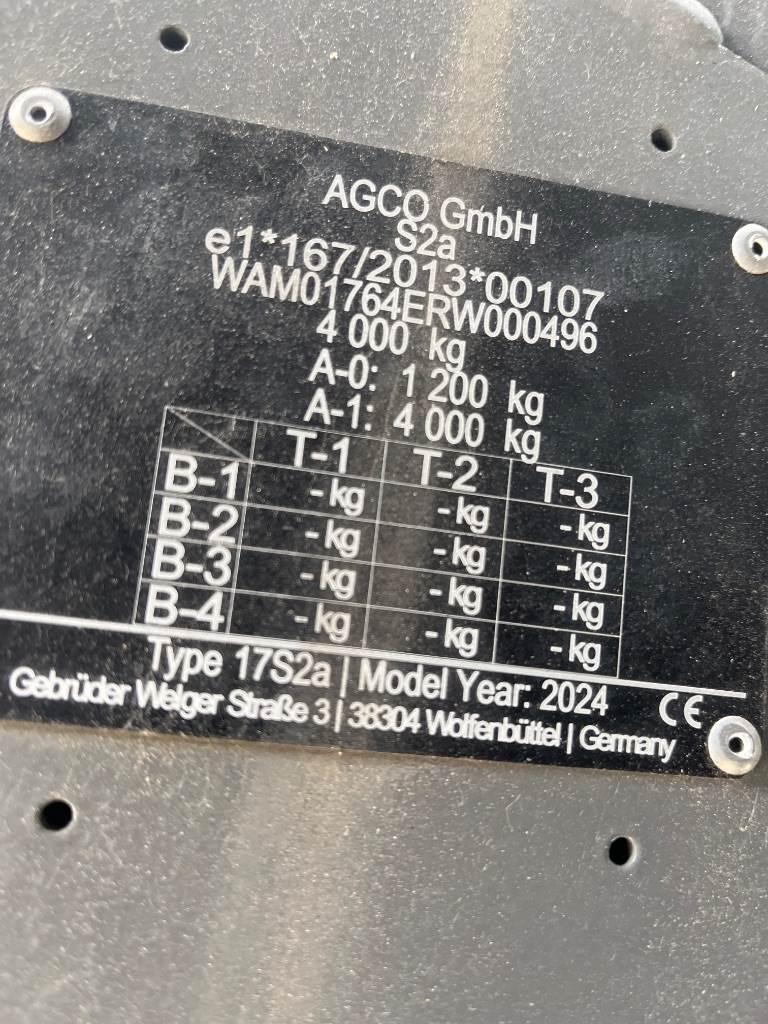 AGCO GmbH
S2a
e1*167/2013*00107
WAM01764ERW000496
4 000 kg
A-0: 1 200 kg
A-1: 4 000 kg
T-1 T-2 T-3
B-1 - kg - kg - kg
B-2 - kg - kg - kg
B-3 - kg - kg - kg
B-4 - kg - kg - kg
Type 17S2a | Model Year: 2024 CE
Gebrüder Welger Straße 3 | 38304 Wolfenbüttel | Germany